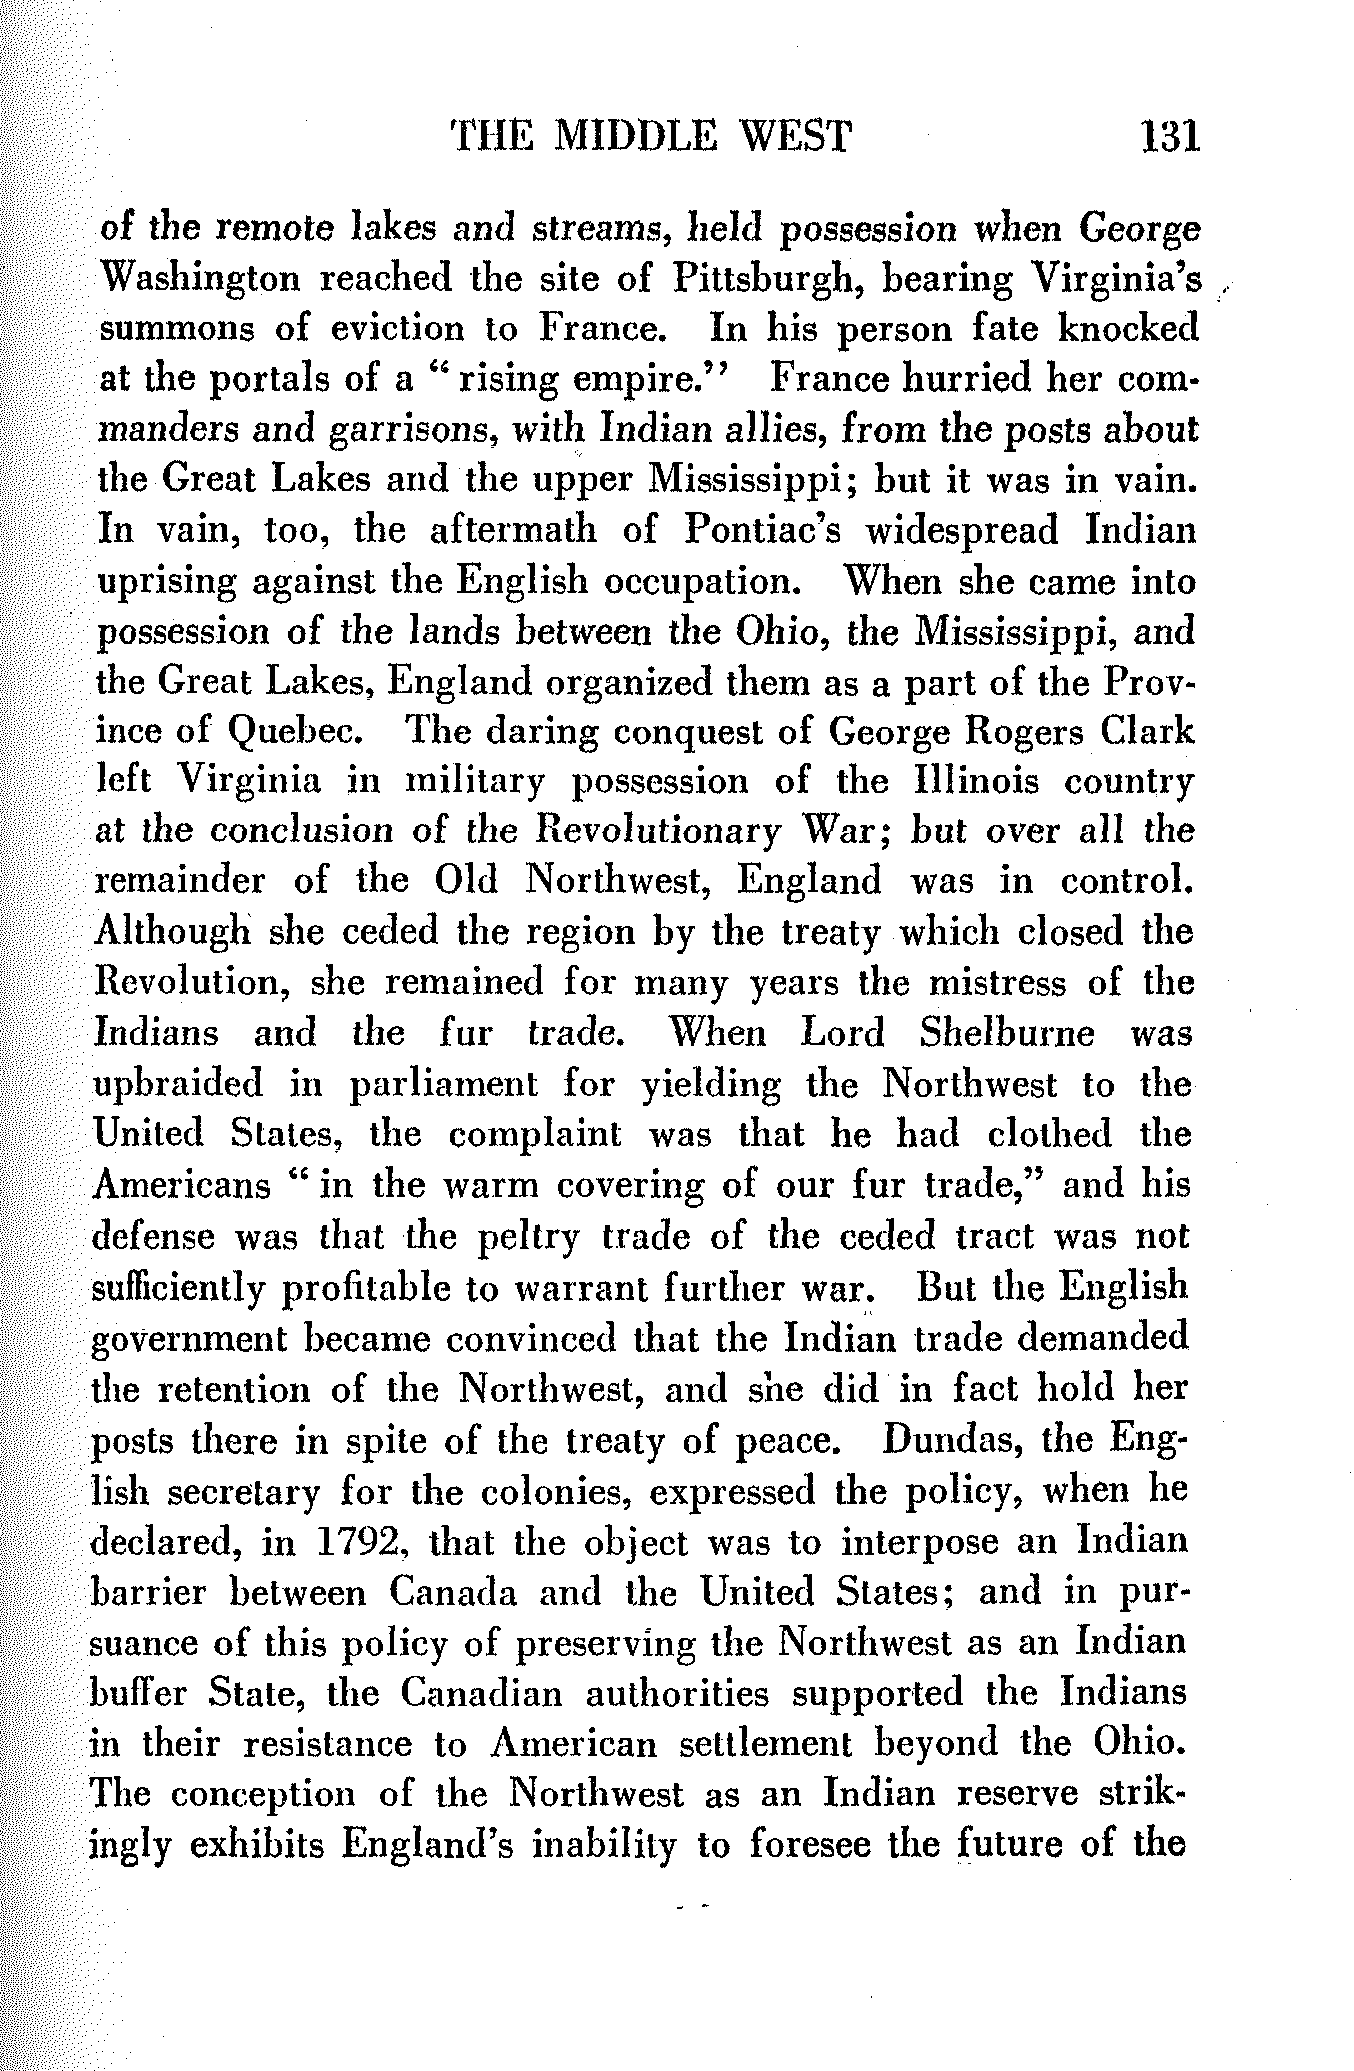 THE MIDDLE WEST 131
of the remote lakes and streams, held possession when George
Washington reached the site of Pittsburgh, bearing Virginia's
summons of eviction to France. In his person fate knocked
at the portals of a " rising empire." France hurried her com-
manders and garrisons, with Indian allies, from the posts about
the Great Lakes and the upper Mississippi; but it was in vain.
In vain, too, the aftermath of Pontiac's widespread Indian
uprising against the English occupation. When she came into
possession of the lands between the Ohio, the Mississippi, and
the Great Lakes, England organized them as a part of the Prov-
ince of Quebec. The daring conquest of George Rogers Clark
left Virginia in military possession of the Illinois country
at the conclusion of the Revolutionary War; but over all the
remainder of the Old Northwest, England was in control.
Although she ceded the region by the treaty which closed the
Revolution, she remained for many years the mistress of the
Indians and the fur trade. When Lord Shelburne was
upbraided in parliament for yielding the Northwest to the
United States, the complaint was that he had clothed the
Americans " in the warm covering of our fur trade," and his
defense was that the peltry trade of the ceded tract was not
sufficiently profitable to warrant further war. But the English
government became convinced that the Indian trade demanded
the retention of the Northwest, and she did in fact hold her
posts there in spite of the treaty of peace. Dundas, the Eng-
lish secretary for the colonies, expressed the policy, when he
declared, in 1792, that the object was to interpose an Indian
barrier between Canada and the United States; and in pur-
suance of this policy of preserving the Northwest as an Indian
buffer State, the Canadian authorities supported the Indians
in their resistance to American settlement beyond the Ohio.
The conception of the Northwest as an Indian reserve strik-
ingly exhibits England's inability to foresee the future of the